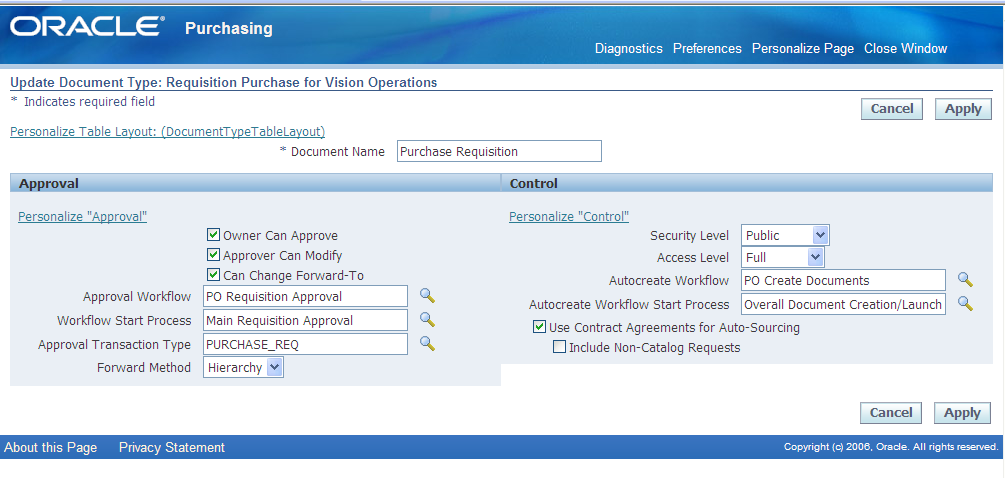 ORACLE® Purchasing
Diagnostics Preferences Personalize Page Close Window
Update Document Type: Requisition Purchase for Vision Operations
* Indicates required field
Cancel Apply
Personalize Table Layout: (DocumentTypeTableLayout)
* Document Name Purchase Requisition
Approval
Personalize "Approval"
Owner Can Approve
Approver Can Modify
Can Change Forward-To
Approval Workflow PO Requisition Approval
Workflow Start Process Main Requisition Approval
Approval Transaction Type PURCHASE_REQ
Forward Method Hierarchy
Control
Personalize "Control"
Security Level Public
Access Level Full
Autocreate Workflow PO Create Documents
Autocreate Workflow Start Process Overall Document Creation/Launch
Use Contract Agreements for Auto-Sourcing
Include Non-Catalog Requests
Cancel Apply
About this Page Privacy Statement
Copyright (c) 2006, Oracle. All rights reserved.